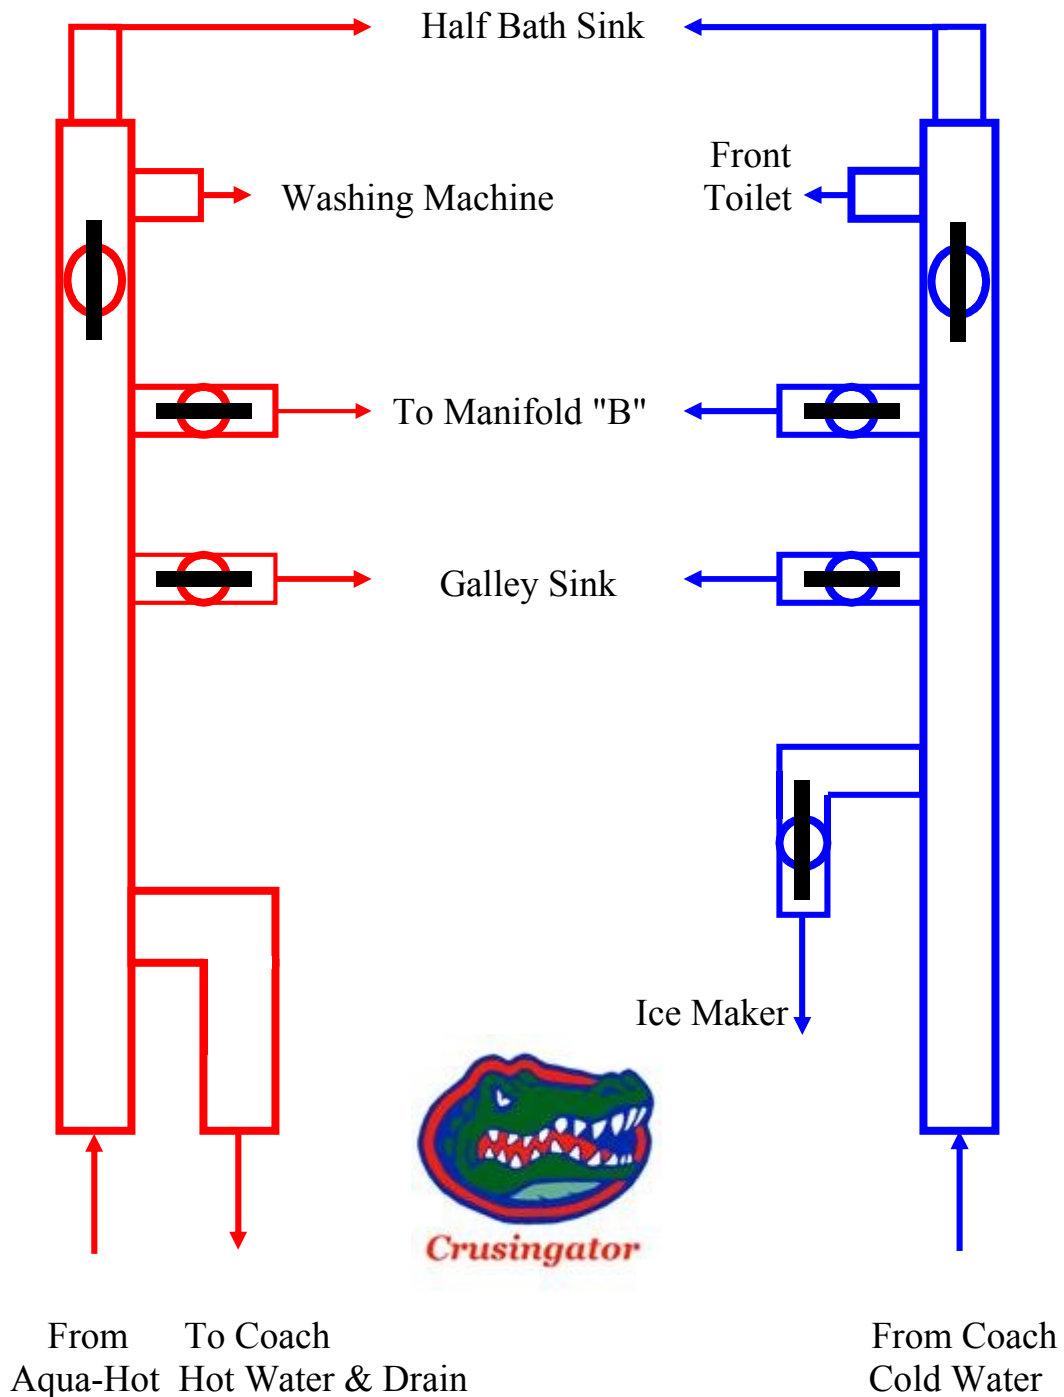 Half Bath Sink
Washing Machine
Front
Toilet
To Manifold "B"
Galley Sink
Ice Maker
Crusingator
From
Aqua-Hot
To Coach
Hot Water & Drain
From Coach
Cold Water